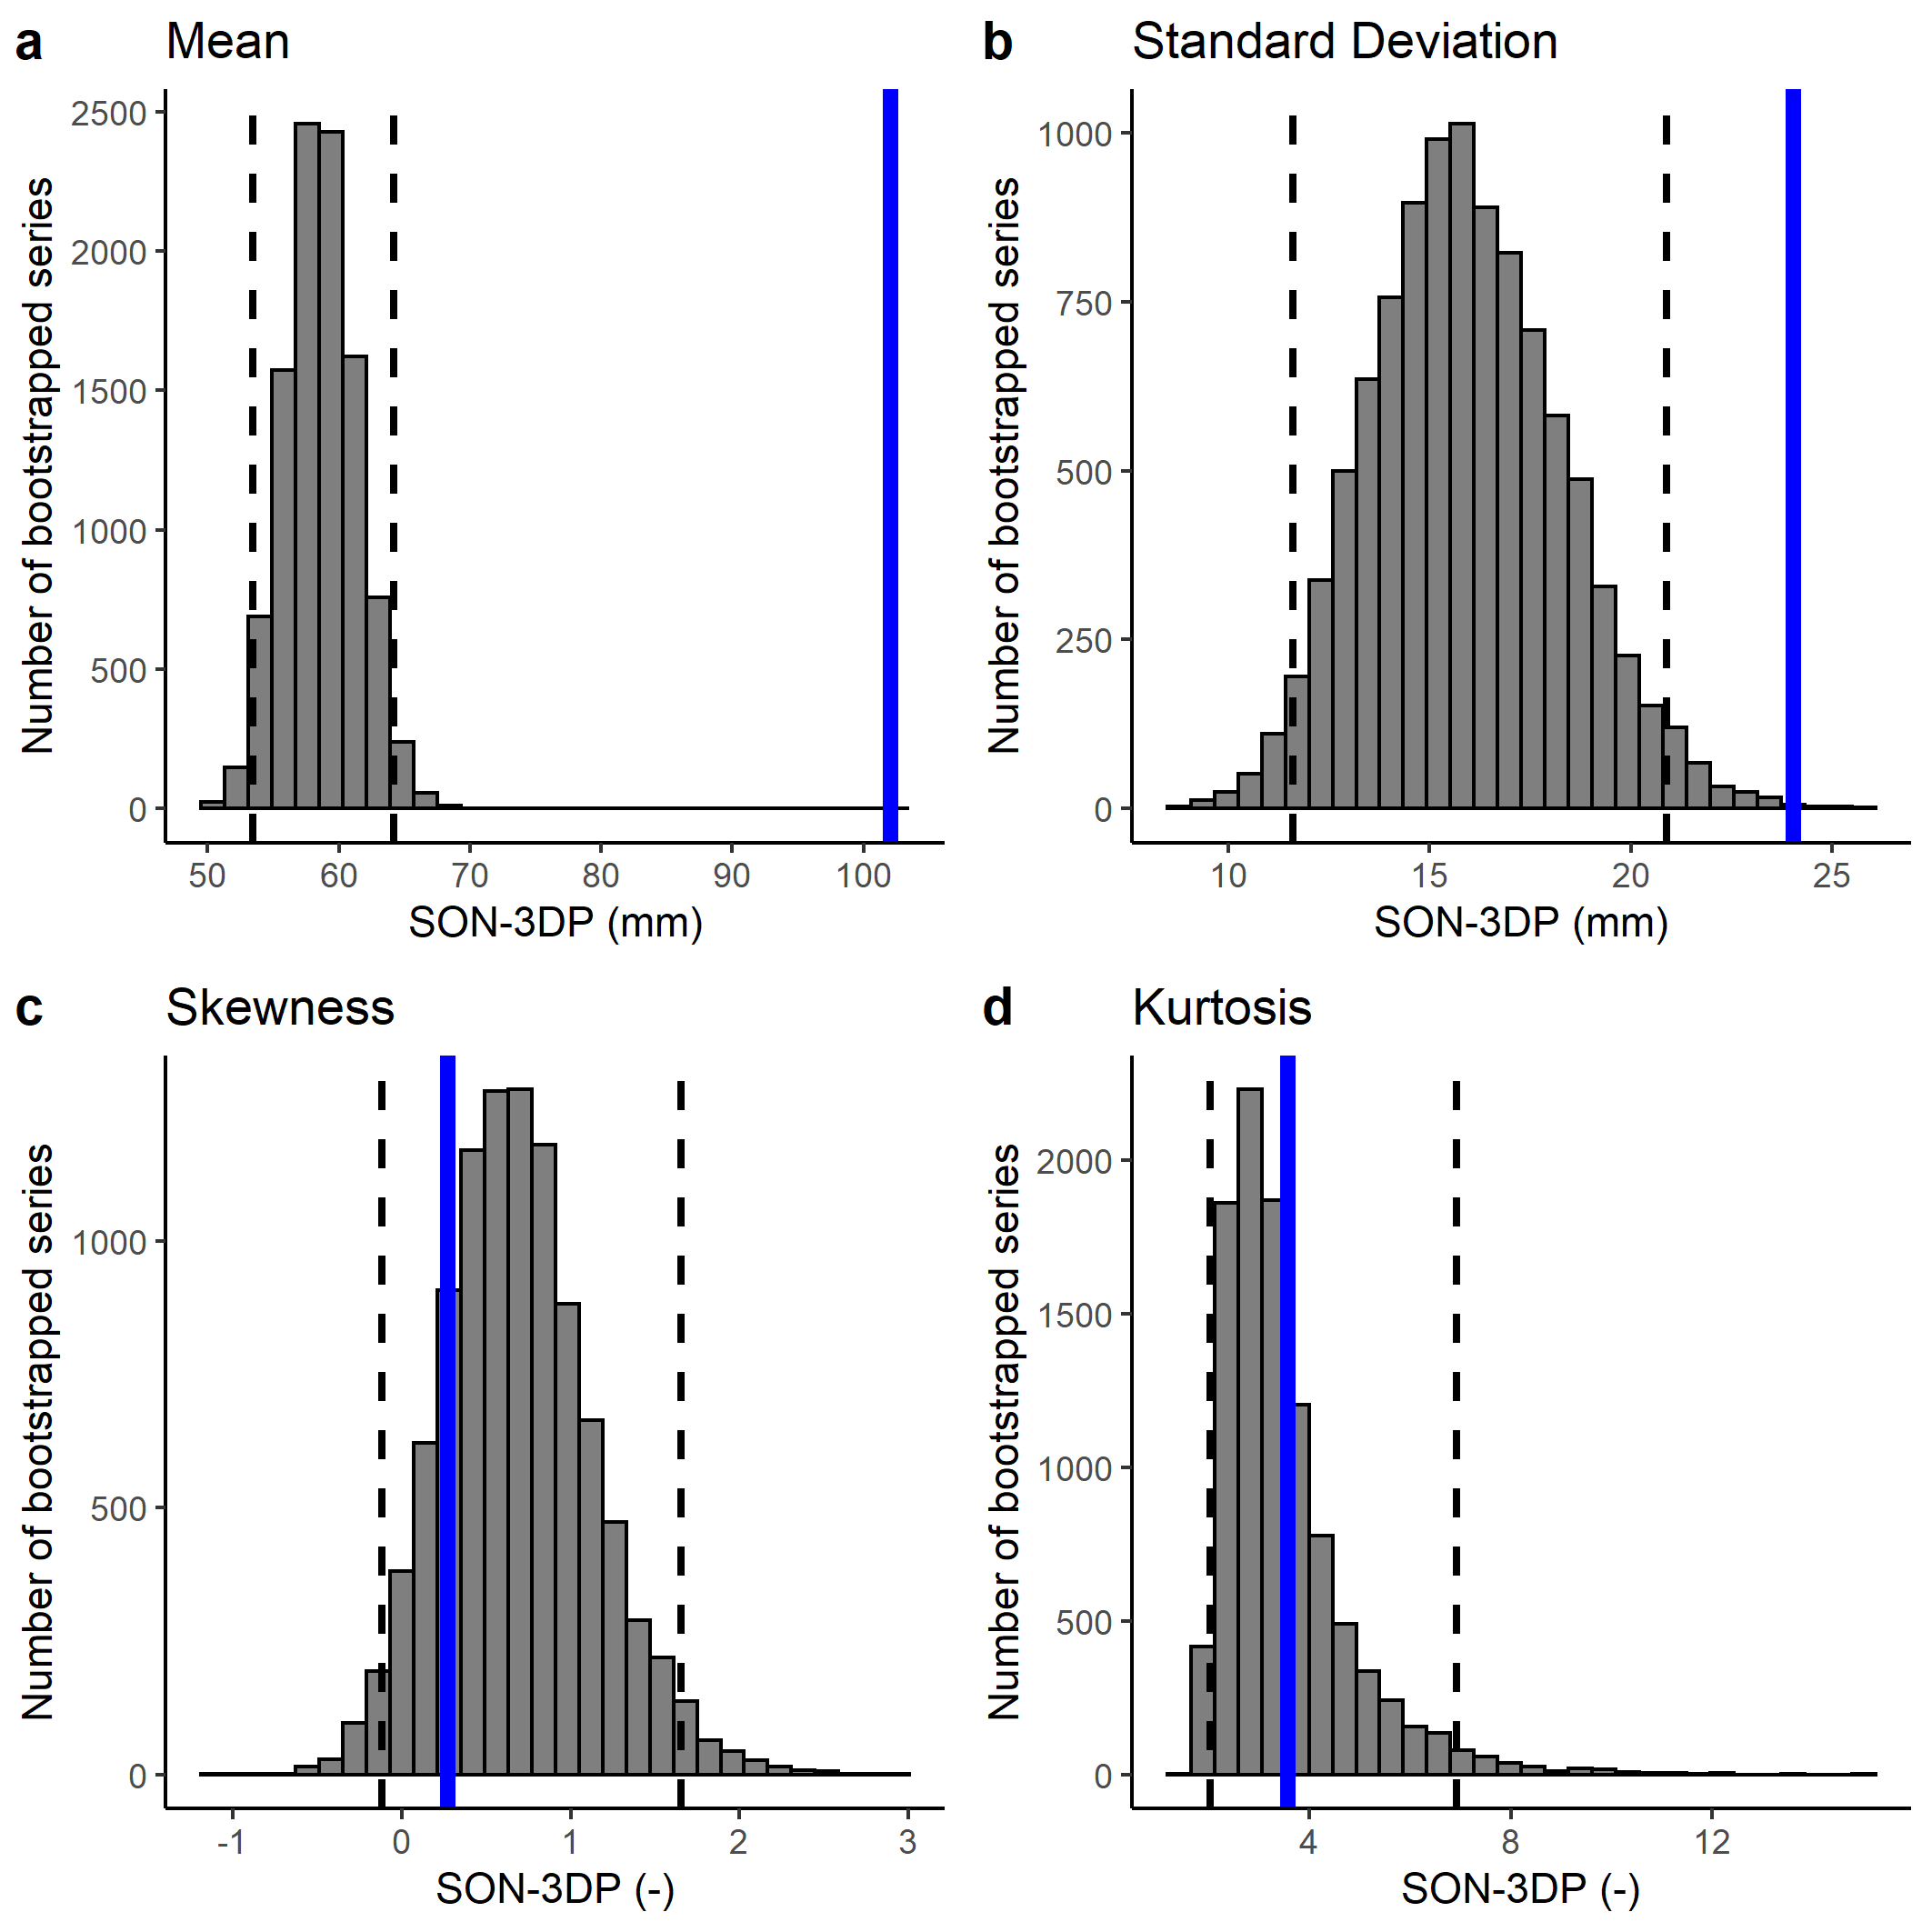 a Mean
Number of bootstrapped series
2500
2000
1500
1000
500
0
50 60 70 80 90 100
SON-3DP (mm)
b Standard Deviation
Number of bootstrapped series
1000
750
500
250
0
10 15 20 25
SON-3DP (mm)
c Skewness
Number of bootstrapped series
1000
500
0
-1 0 1 2 3
SON-3DP (-)
d Kurtosis
Number of bootstrapped series
2000
1500
1000
500
0
4 8 12
SON-3DP (-)